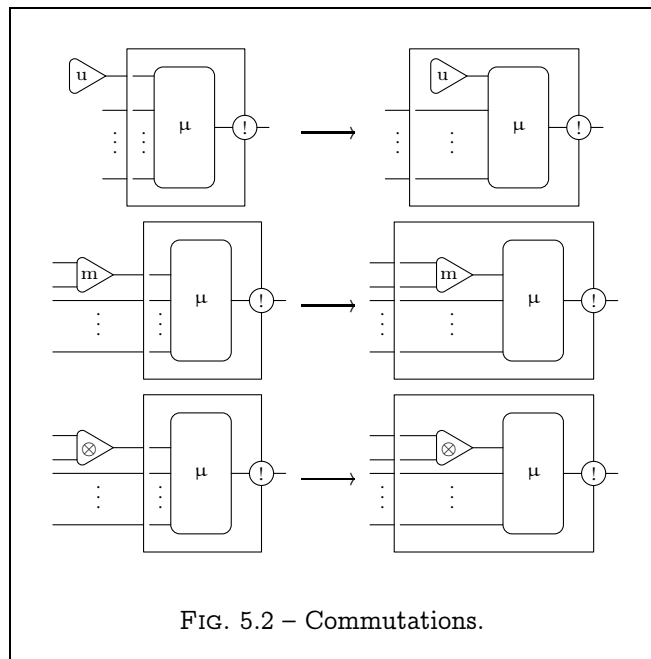 u μ ! u μ !
⋮ ⋮ ⋮ ⋮
m μ ! m μ !
⋮ ⋮ ⋮ ⋮
⊗ μ ! ⊗ μ !
⋮ ⋮ ⋮ ⋮
FIG. 5.2 – Commutations.